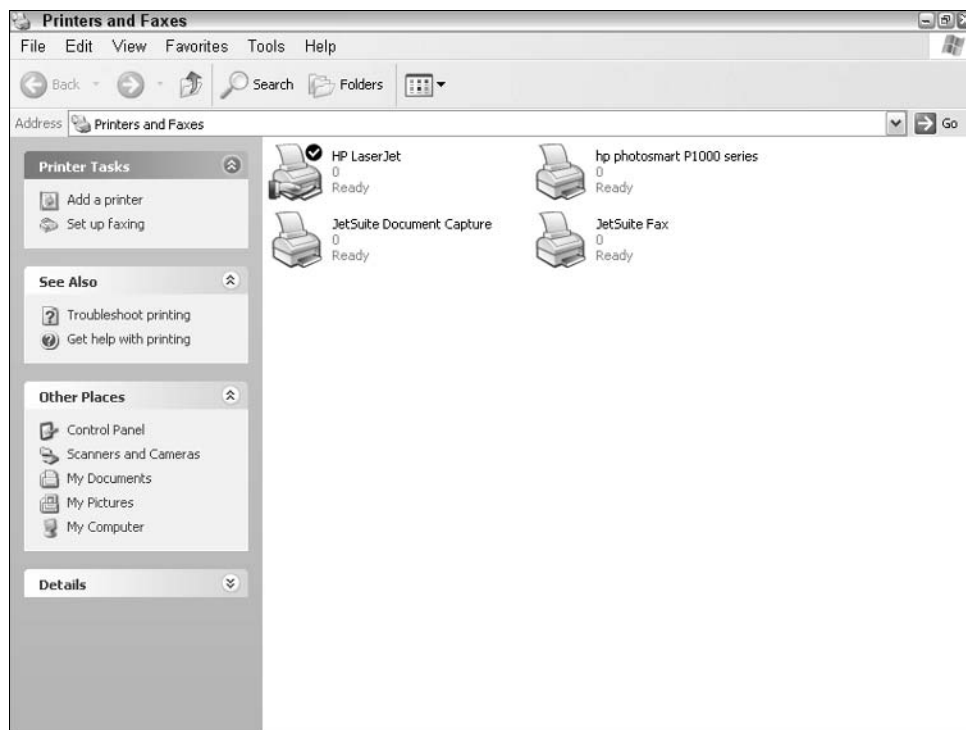 Printers and Faxes
File Edit View Favorites Tools Help
Back Search Folders
Address Printers and Faxes Go
Printer Tasks
Add a printer
Set up faxing
See Also
Troubleshoot printing
Get help with printing
Other Places
Control Panel
Scanners and Cameras
My Documents
My Pictures
My Computer
Details
HP LaserJet
0
Ready
hp photosmart P1000 series
0
Ready
JetSuite Document Capture
0
Ready
JetSuite Fax
0
Ready